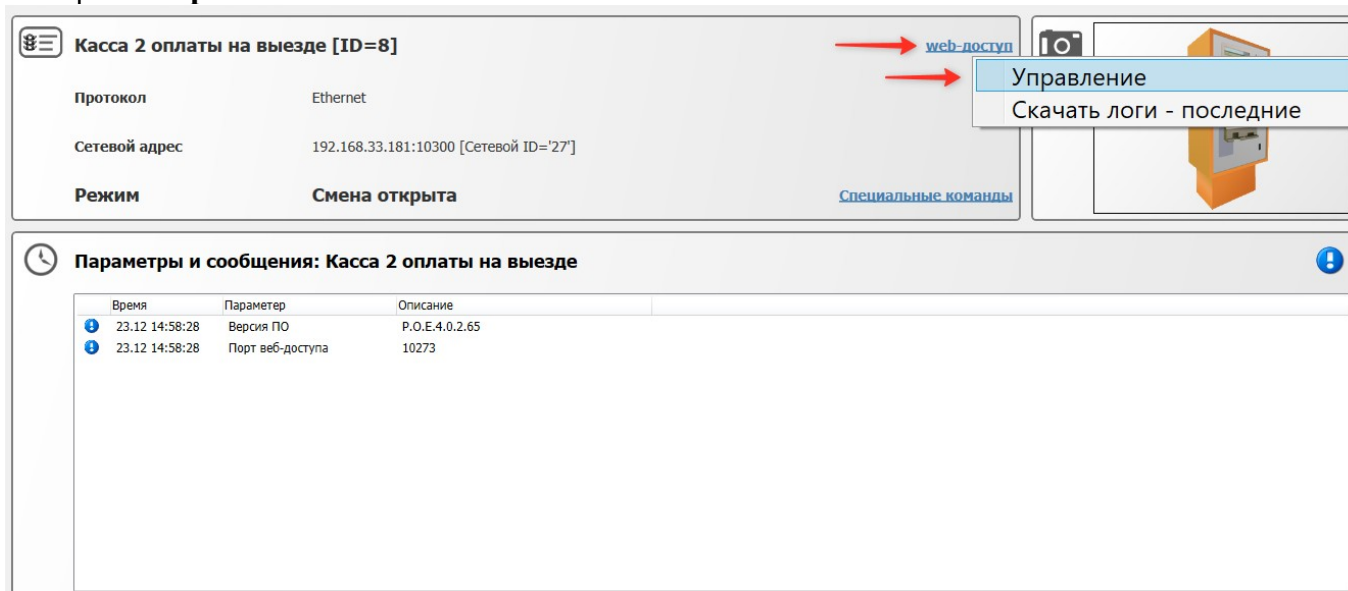 Касса 2 оплаты на выезде [ID=8] web-доступ
Управление
Скачать логи - последние
Протокол Ethernet
Сетевой адрес 192.168.33.181:10300 [Сетевой ID='27']
Режим Смена открыта Специальные команды
Параметры и сообщения: Касса 2 оплаты на выезде
Время Параметр Описание
23.12 14:58:28 Версия ПО P.O.E.4.0.2.65
23.12 14:58:28 Порт веб-доступа 10273